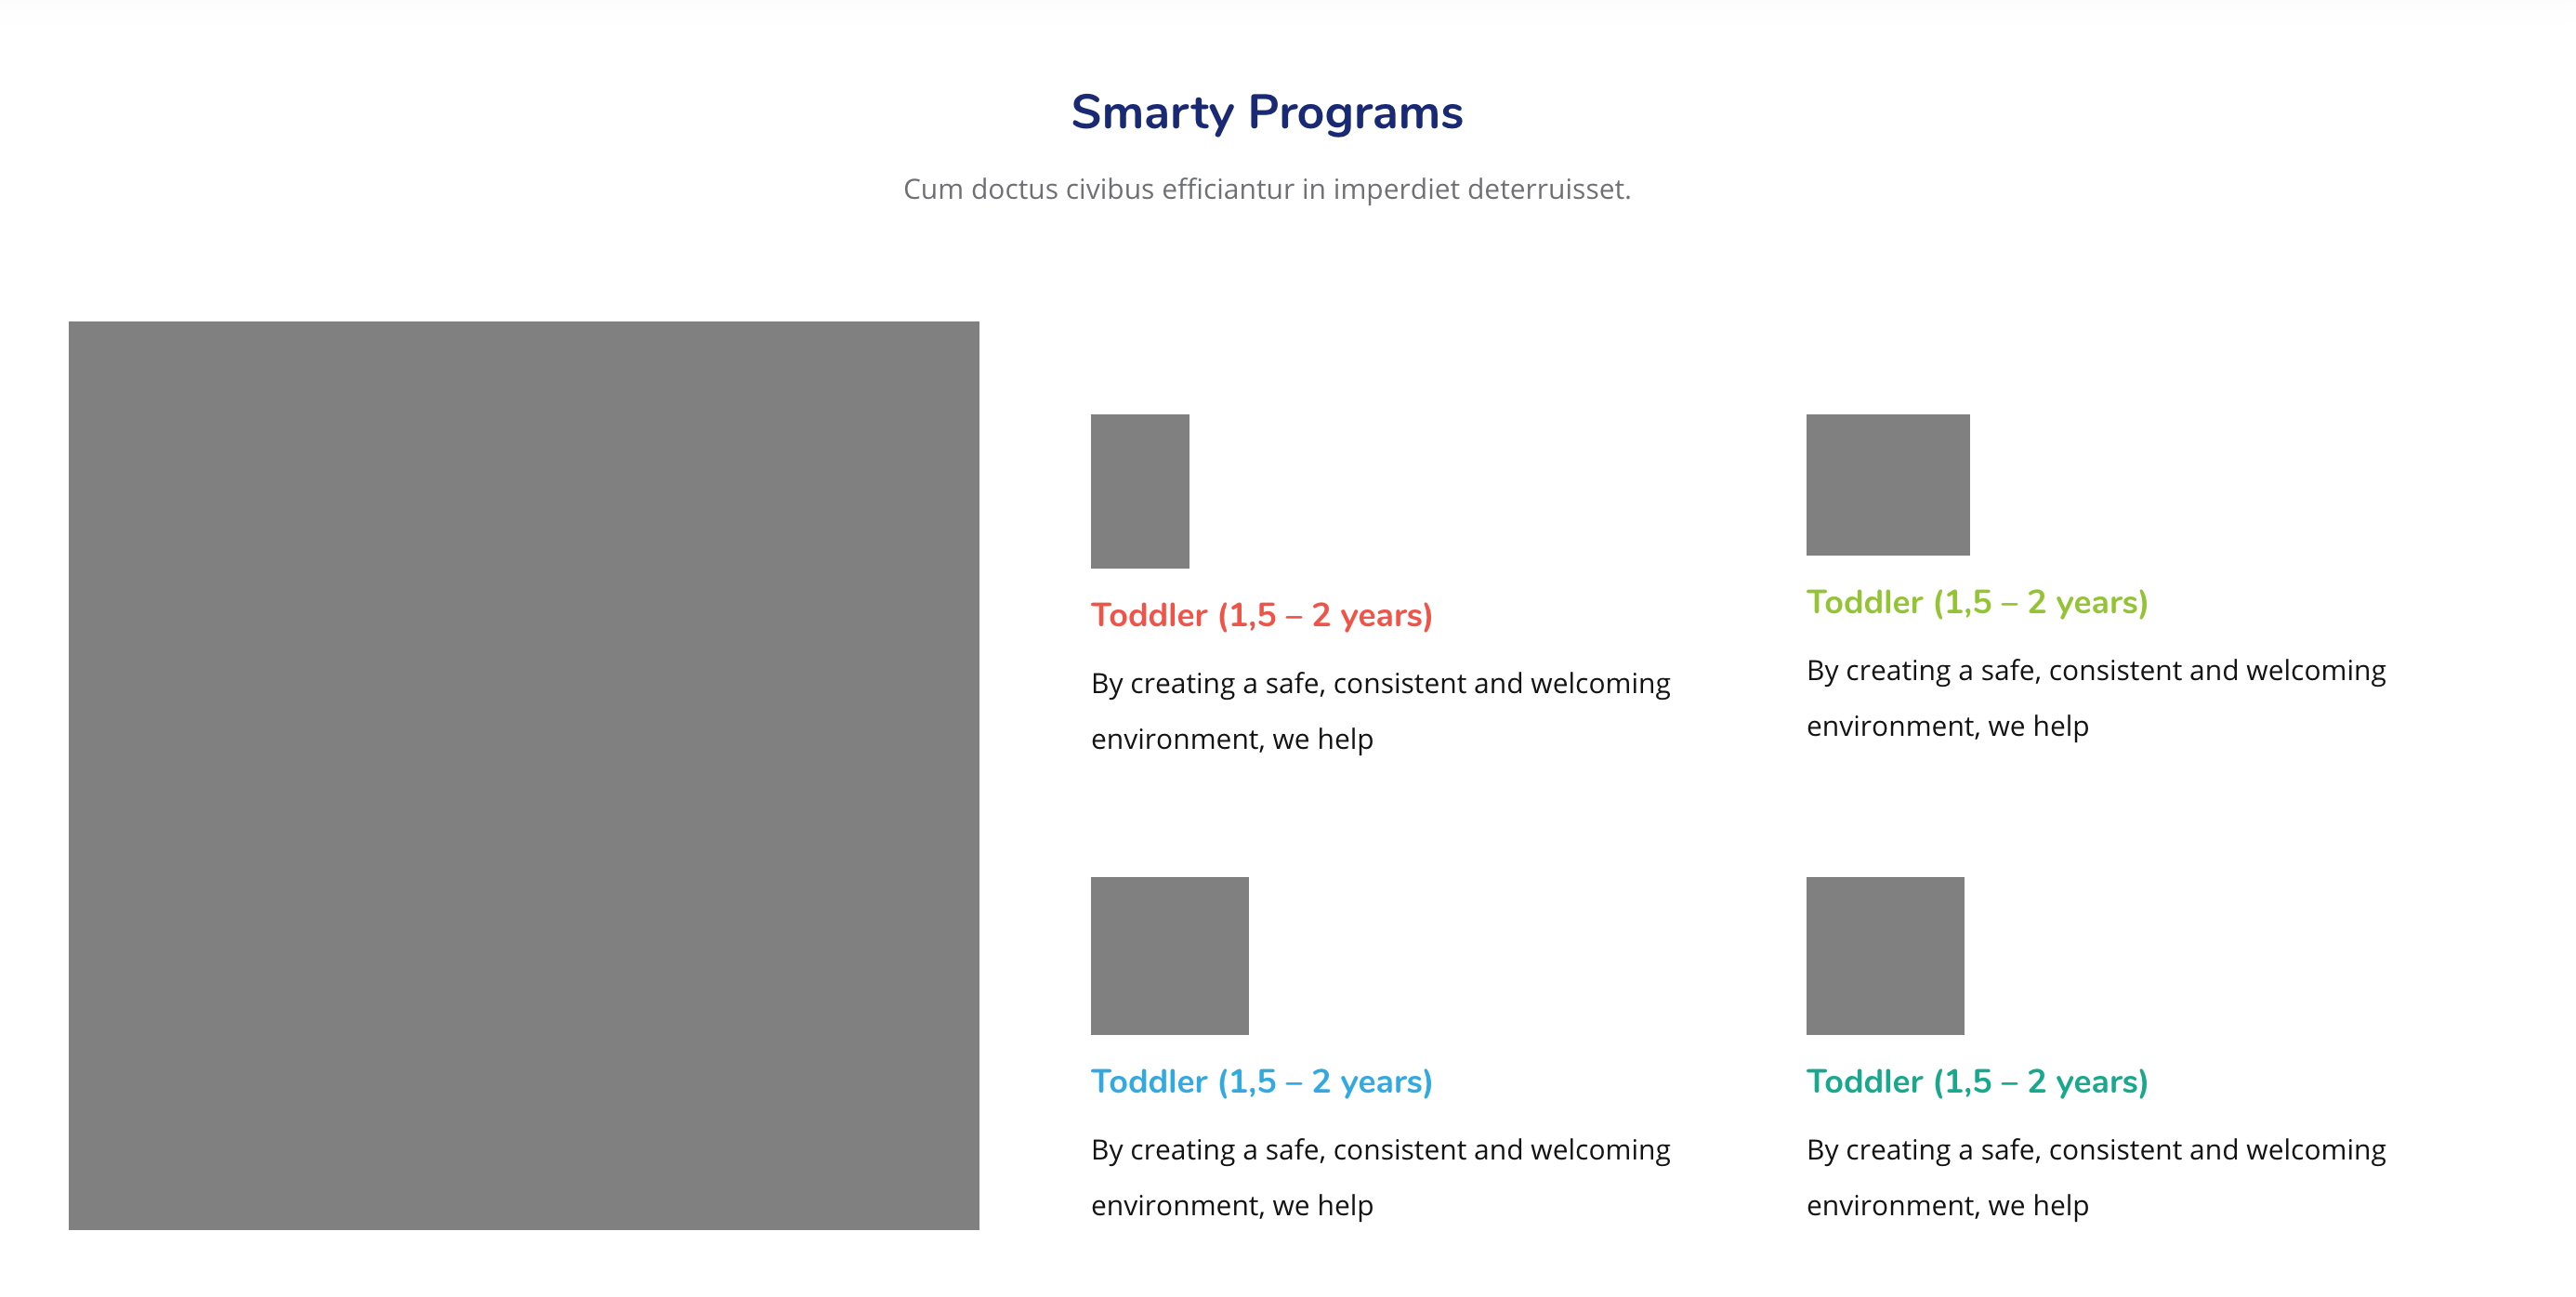 Smarty Programs
Cum doctus civibus efficiantur in imperdiet deterruisset.
Toddler (1,5 – 2 years)
By creating a safe, consistent and welcoming
environment, we help
Toddler (1,5 – 2 years)
By creating a safe, consistent and welcoming
environment, we help
Toddler (1,5 – 2 years)
By creating a safe, consistent and welcoming
environment, we help
Toddler (1,5 – 2 years)
By creating a safe, consistent and welcoming
environment, we help